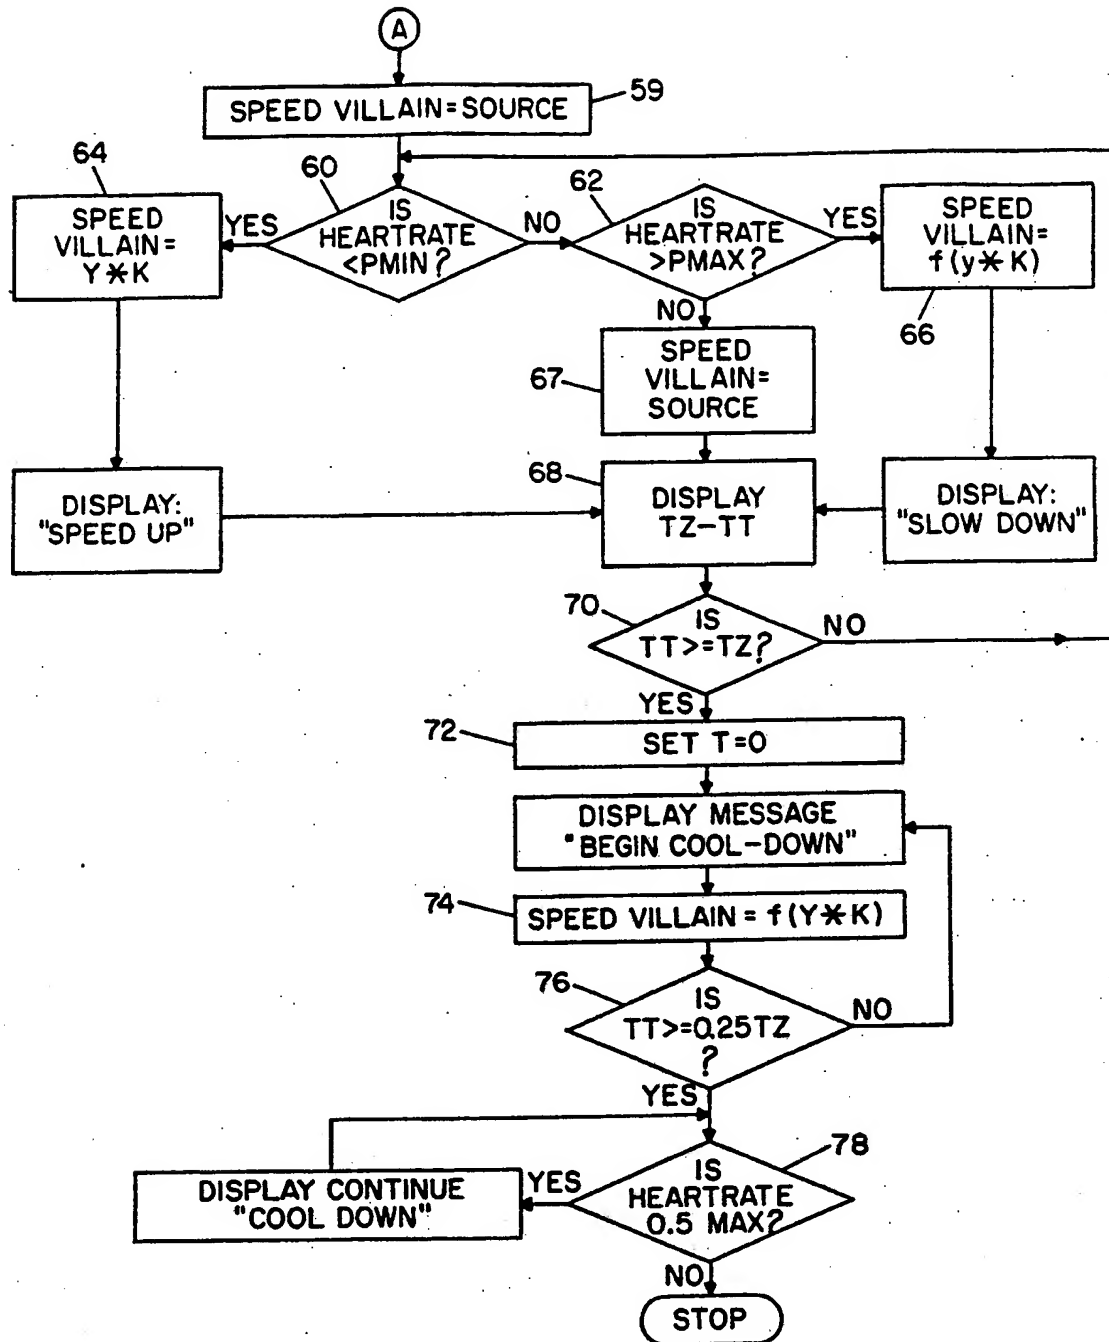 A
SPEED VILLAIN=SOURCE
59
64
60
62
SPEED
VILLAIN=
Y*K
YES
IS
HEARTRATE
<PMIN?
NO
IS
HEARTRATE
>PMAX?
YES
SPEED
VILLAIN=
f(y*K)
66
NO
67
SPEED
VILLAIN=
SOURCE
68
DISPLAY:
"SPEED UP"
DISPLAY
TZ-TT
DISPLAY:
"SLOW DOWN"
70
IS
TT>=TZ?
NO
YES
72
SET T=0
DISPLAY MESSAGE
"BEGIN COOL-DOWN"
74
SPEED VILLAIN = f(Y*K)
76
IS
TT>=0.25TZ
?
NO
YES
78
DISPLAY CONTINUE
"COOL DOWN"
YES
IS
HEARTRATE
0.5 MAX?
NO
STOP